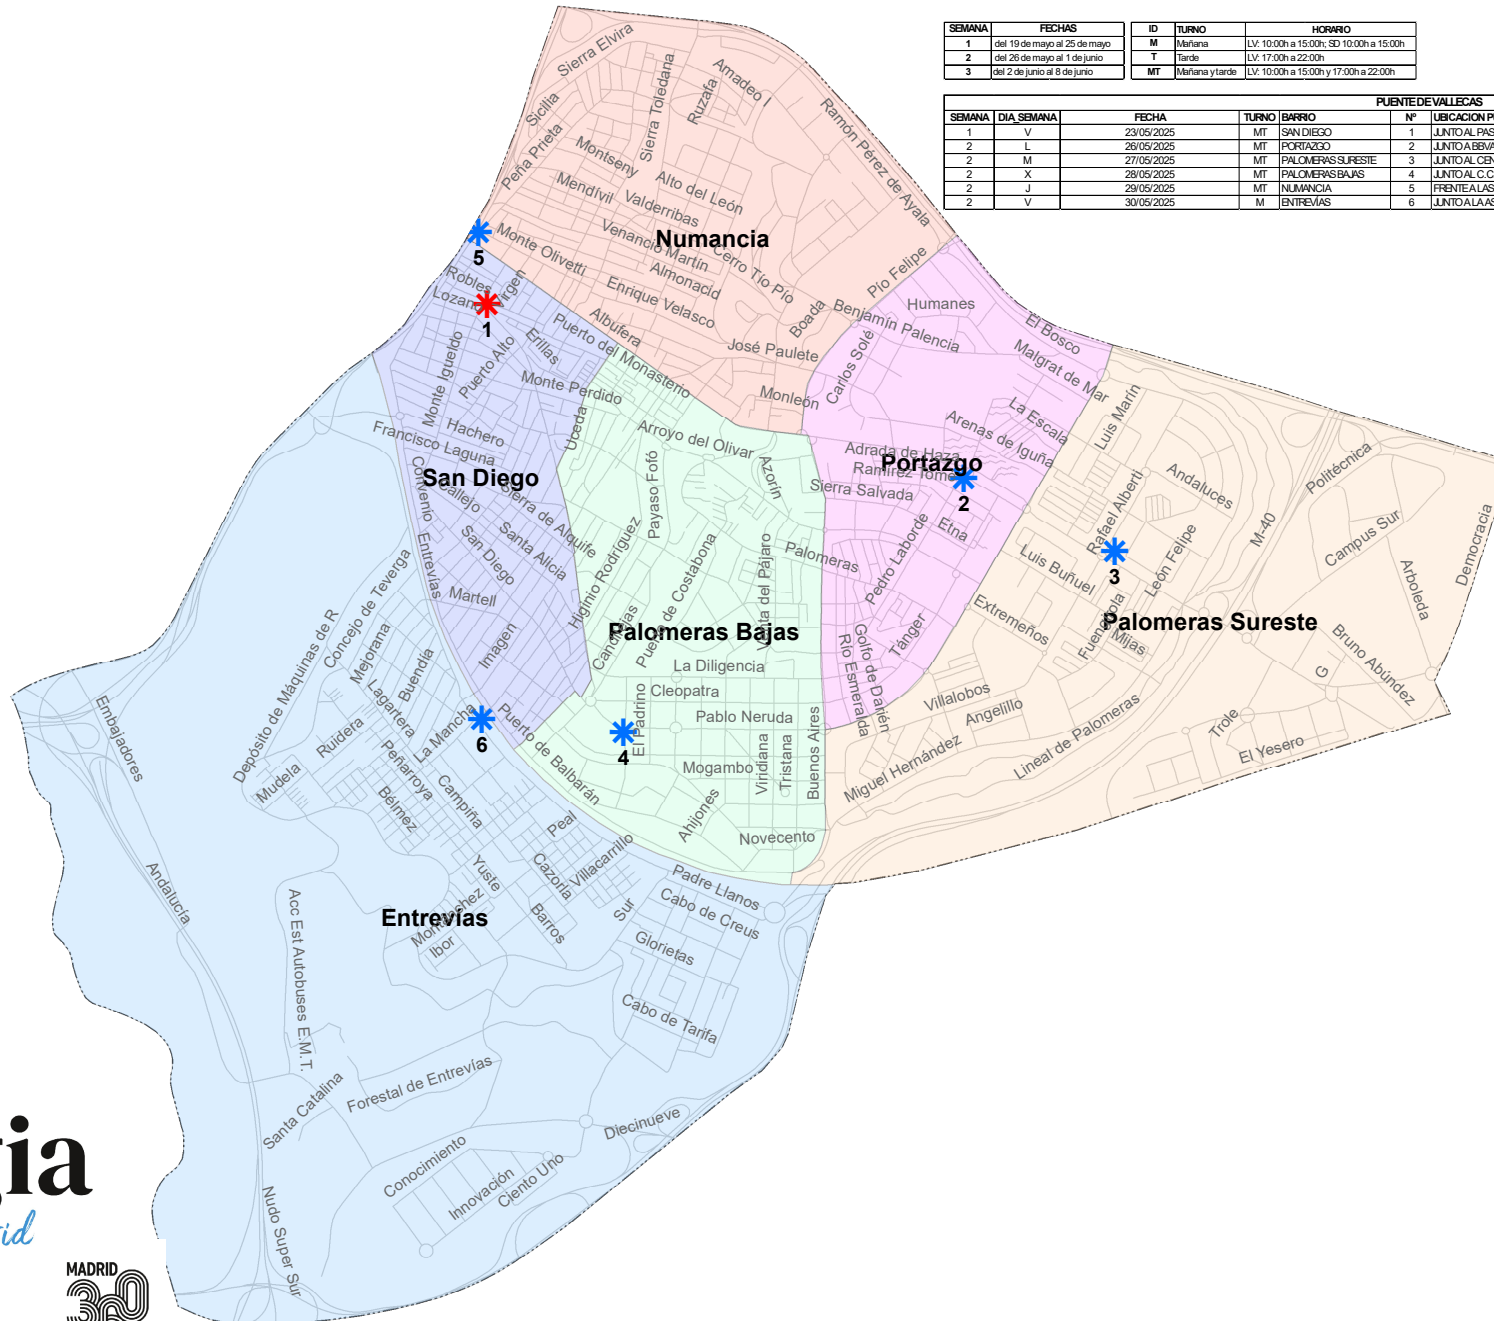 SEMANA FECHAS
1 del 19 de mayo al 25 de mayo
2 del 26 de mayo al 1 de junio
3 del 2 de junio al 8 de junio
ID TURNO HORARIO
M Mañana LV: 10:00h a 15:00h; SD 10:00h a 15:00h
T Tarde LV: 17:00h a 22:00h
MT Mañana y tarde LV: 10:00h a 15:00h y 17:00h a 22:00h
PUENTE DE VALLECAS
SEMANA DIA_SEMANA FECHA TURNO BARRIO Nº UBICACION
1 V 23/05/2025 MT SAN DIEGO 1 JUNTO AL
2 L 26/05/2025 MT PORTAZGO 2 JUNTO A BBVA
2 M 27/05/2025 MT PALOMERAS SURESTE 3 JUNTO AL
2 X 28/05/2025 MT PALOMERAS BAJAS 4 JUNTO AL C.C
2 J 29/05/2025 MT NUMANCIA 5 FRENTE A LAS
2 V 30/05/2025 M ENTREVÍAS 6 JUNTO A LA
Sierra Elvira
Sicilia
Peña Prieta
Sierra Toledana
Ruzafa
Amadeo I
Ramón Pérez de Ayala
Montseny
Mendívil
Alto del León
Valderribas
Venancio Martín
Numancia
Monte Olivetti
Almonacid
Cerro Tío Pío
Enrique Velasco
Boada
Pío Felipe
Albufera
José Paulete
Monleón
5
Robles
Lozano
Virgen
1
Erillas
Puerto del Monasterio
Monte Igueldo
Puerto Alto
Monte Perdido
Hachero
Úbeda
Francisco Laguna
San Diego
Convenio
Callejo
Sierra de Alquife
Santa Alicia
San Diego
Entrevías
Martell
Imagen
Benjamín Palencia
Humanes
El Bosco
Malgrat de Mar
Carlos Solé
La Escala
Arenas de Iguña
Adrada de Haza
Portazgo
Ramírez Tomé
Sierra Salvada
2
Etna
Pedro Laborde
Palomeras
Tánger
Golfo de Darién
Río Esmeralda
Arroyo del Olivar
Azorín
Payaso Fofó
Higinio Rodríguez
Puerto de Costabona
Venta del Pájaro
Candilejas
Palomeras Bajas
La Diligencia
Cleopatra
El Padrino
Pablo Neruda
4
Mogambo
Viridiana
Tristana
Buenos Aires
Puerto de Balbarán
Ahijones
Novecento
Luis Marín
Andaluces
Politécnica
Rafael Alberti
M-40
Campus Sur
Democracia
Luis Buñuel
3
León Felipe
Arboleda
Extremeños
Fuengirola
Mijas
Palomeras Sureste
Bruno Abúndez
G
Villalobos
Angelillo
Lineal de Palomeras
Trole
El Yesero
Miguel Hernández
Depósito de Máquinas de R
Concejo de Teverga
Mejorana
Buendía
Lagartera
La Mancha
6
Embajadores
Ruidera
Mudela
Peñarroya
Bélmez
Campiña
Peal
Cazorla
Villacarrillo
Yuste
Montánchez
Ibor
Barros
Sur
Padre Llanos
Cabo de Creus
Glorietas
Cabo de Tarifa
Andalucía
Entrevías
Acc Est Autobuses E.M.T.
Forestal de Entrevías
Santa Catalina
Diecinueve
Conocimiento
Innovación
Ciento Uno
Nudo Super Sur
MADRID
360